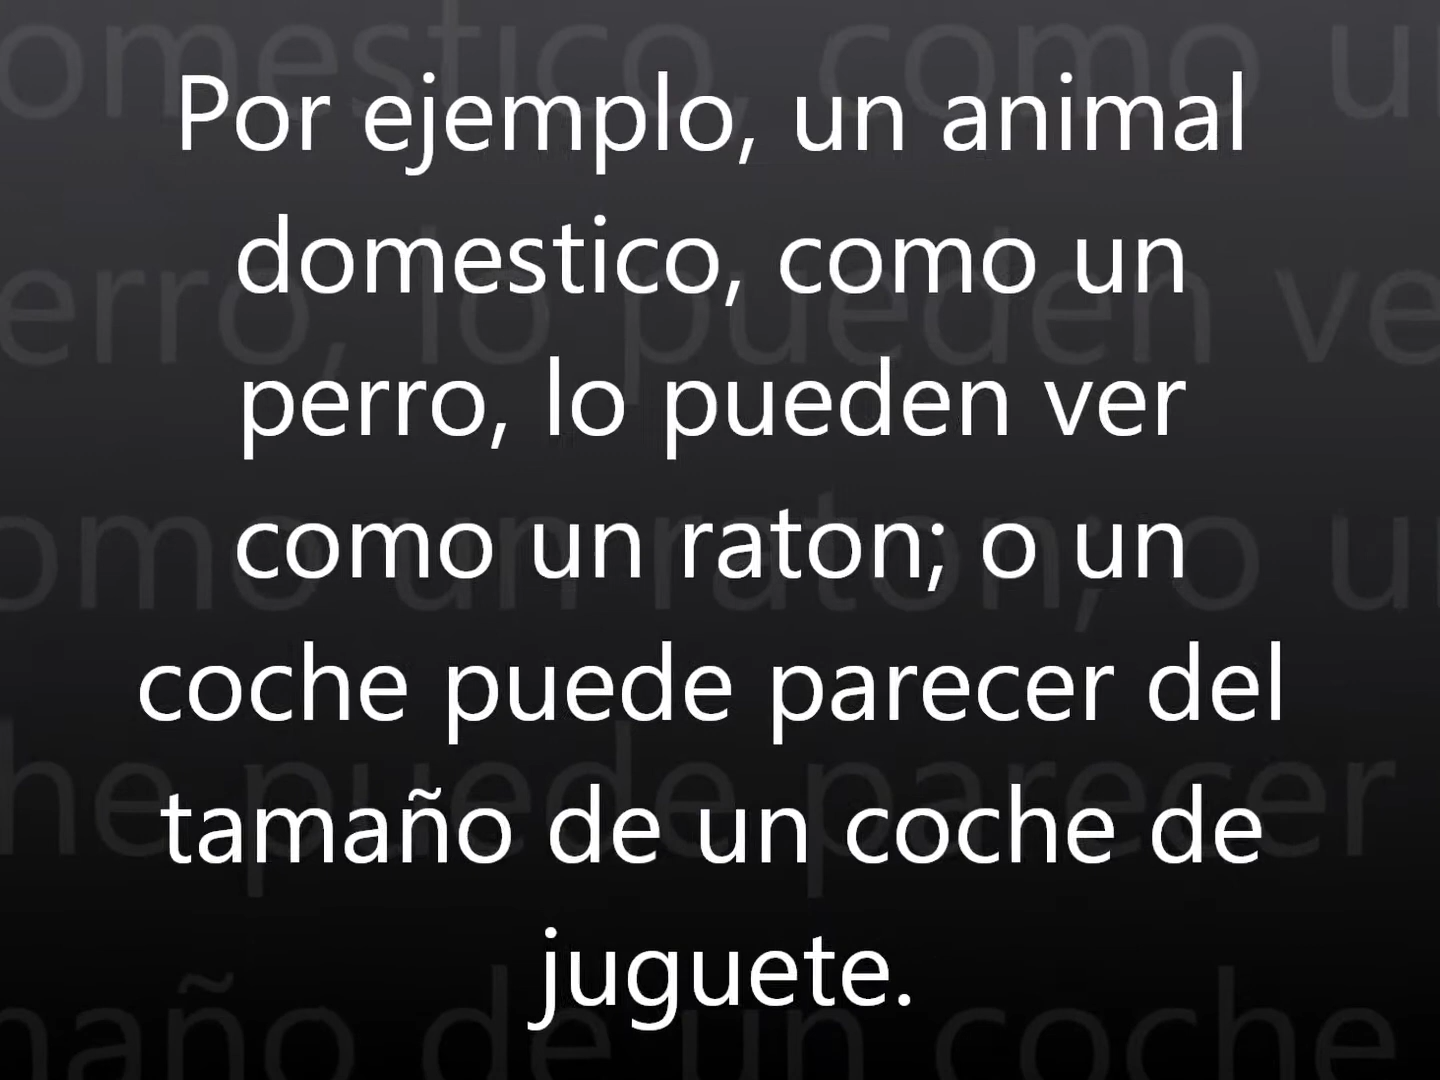 Por ejemplo, un animal
domestico, como un
perro, lo pueden ver
como un raton; o un
coche puede parecer del
tamaño de un coche de
juguete.